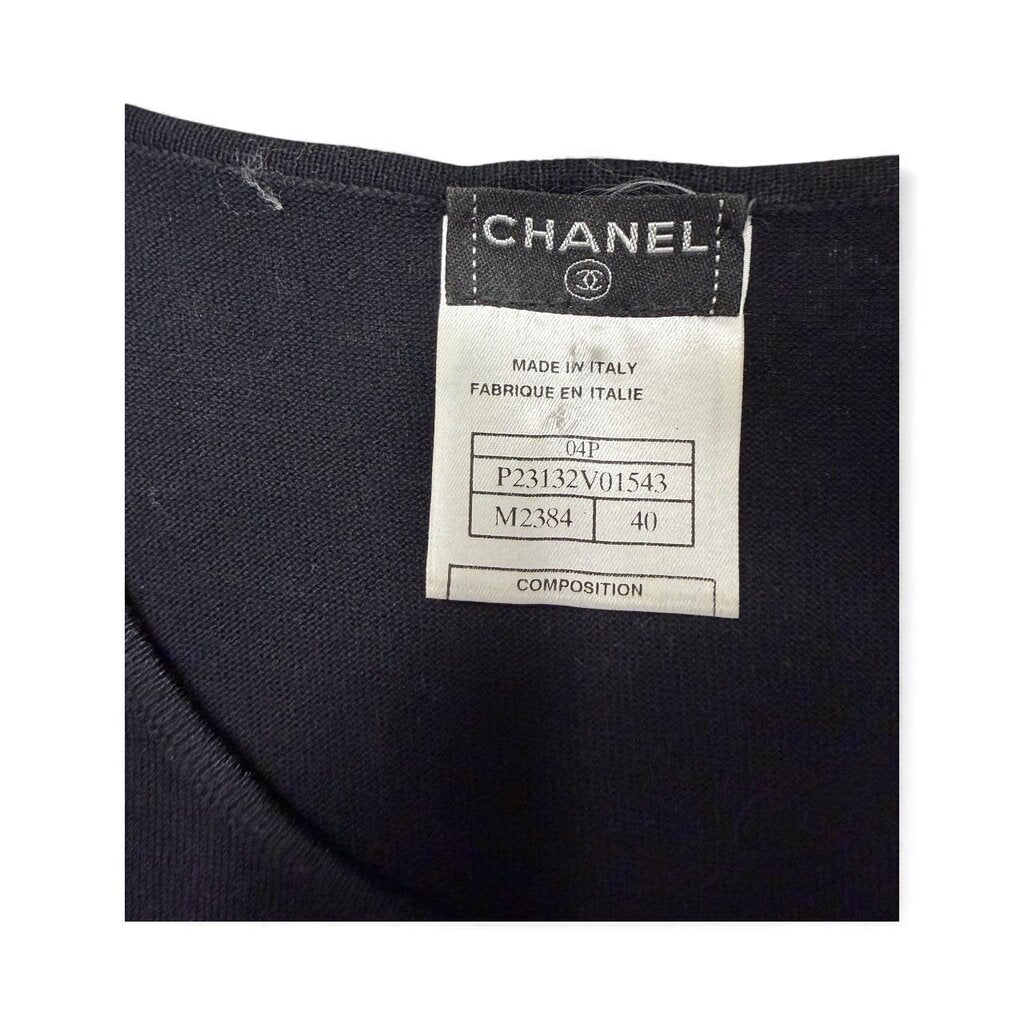 CHANEL
MADE IN ITALY
FABRIQUE EN ITALIE
04P
P23132V01543
M2384 40
COMPOSITION